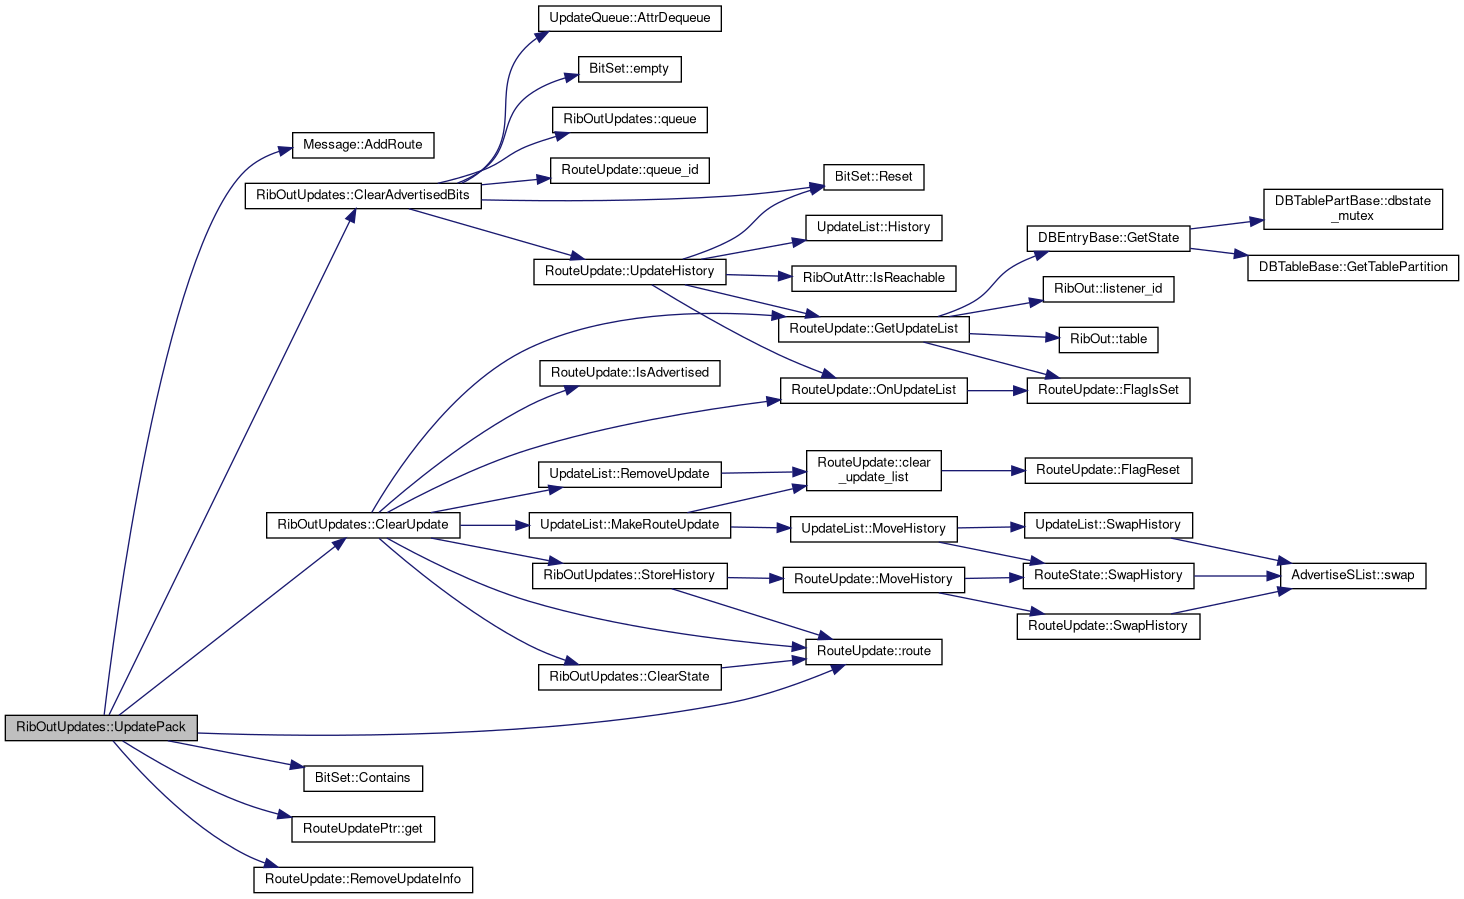 UpdateQueue::AttrDequeue
BitSet::empty
RibOutUpdates::queue
Message::AddRoute
RouteUpdate::queue_id
BitSet::Reset
RibOutUpdates::ClearAdvertisedBits
DBTablePartBase::dbstate
_mutex
UpdateList::History
DBEntryBase::GetState
RouteUpdate::UpdateHistory
RibOutAttr::IsReachable
DBTableBase::GetTablePartition
RibOut::listener_id
RouteUpdate::GetUpdateList
RibOut::table
RouteUpdate::IsAdvertised
RouteUpdate::OnUpdateList
RouteUpdate::FlagIsSet
UpdateList::RemoveUpdate
RouteUpdate::clear
_update_list
RouteUpdate::FlagReset
RibOutUpdates::ClearUpdate
UpdateList::MakeRouteUpdate
UpdateList::MoveHistory
UpdateList::SwapHistory
RibOutUpdates::StoreHistory
RouteUpdate::MoveHistory
RouteState::SwapHistory
AdvertiseSList::swap
RouteUpdate::SwapHistory
RouteUpdate::route
RibOutUpdates::ClearState
RibOutUpdates::UpdatePack
BitSet::Contains
RouteUpdatePtr::get
RouteUpdate::RemoveUpdateInfo